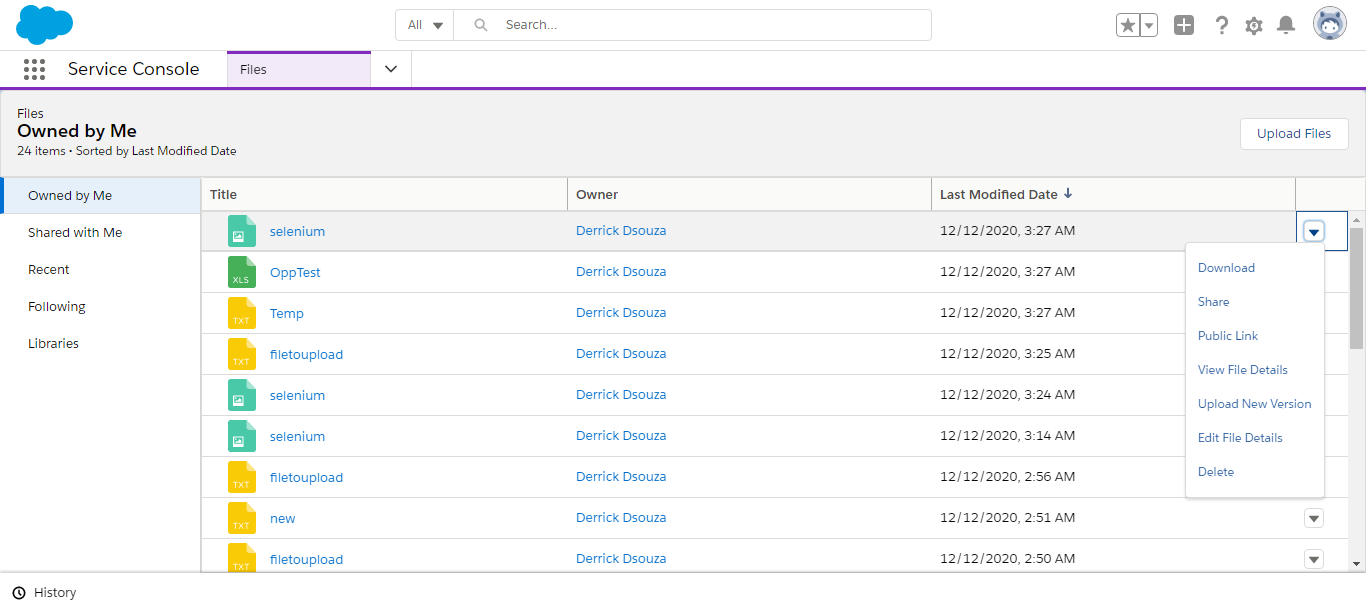 All
Search...
Service Console
Files
Files
Owned by Me
24 items • Sorted by Last Modified Date
Upload Files
Owned by Me
Shared with Me
Recent
Following
Libraries
Title Owner Last Modified Date
selenium Derrick Dsouza 12/12/2020, 3:27 AM
XLS OppTest Derrick Dsouza 12/12/2020, 3:27 AM
TXT Temp Derrick Dsouza 12/12/2020, 3:27 AM
TXT filetoupload Derrick Dsouza 12/12/2020, 3:25 AM
selenium Derrick Dsouza 12/12/2020, 3:24 AM
selenium Derrick Dsouza 12/12/2020, 3:14 AM
TXT filetoupload Derrick Dsouza 12/12/2020, 2:56 AM
TXT new Derrick Dsouza 12/12/2020, 2:51 AM
TXT filetoupload Derrick Dsouza 12/12/2020, 2:50 AM
Download
Share
Public Link
View File Details
Upload New Version
Edit File Details
Delete
History